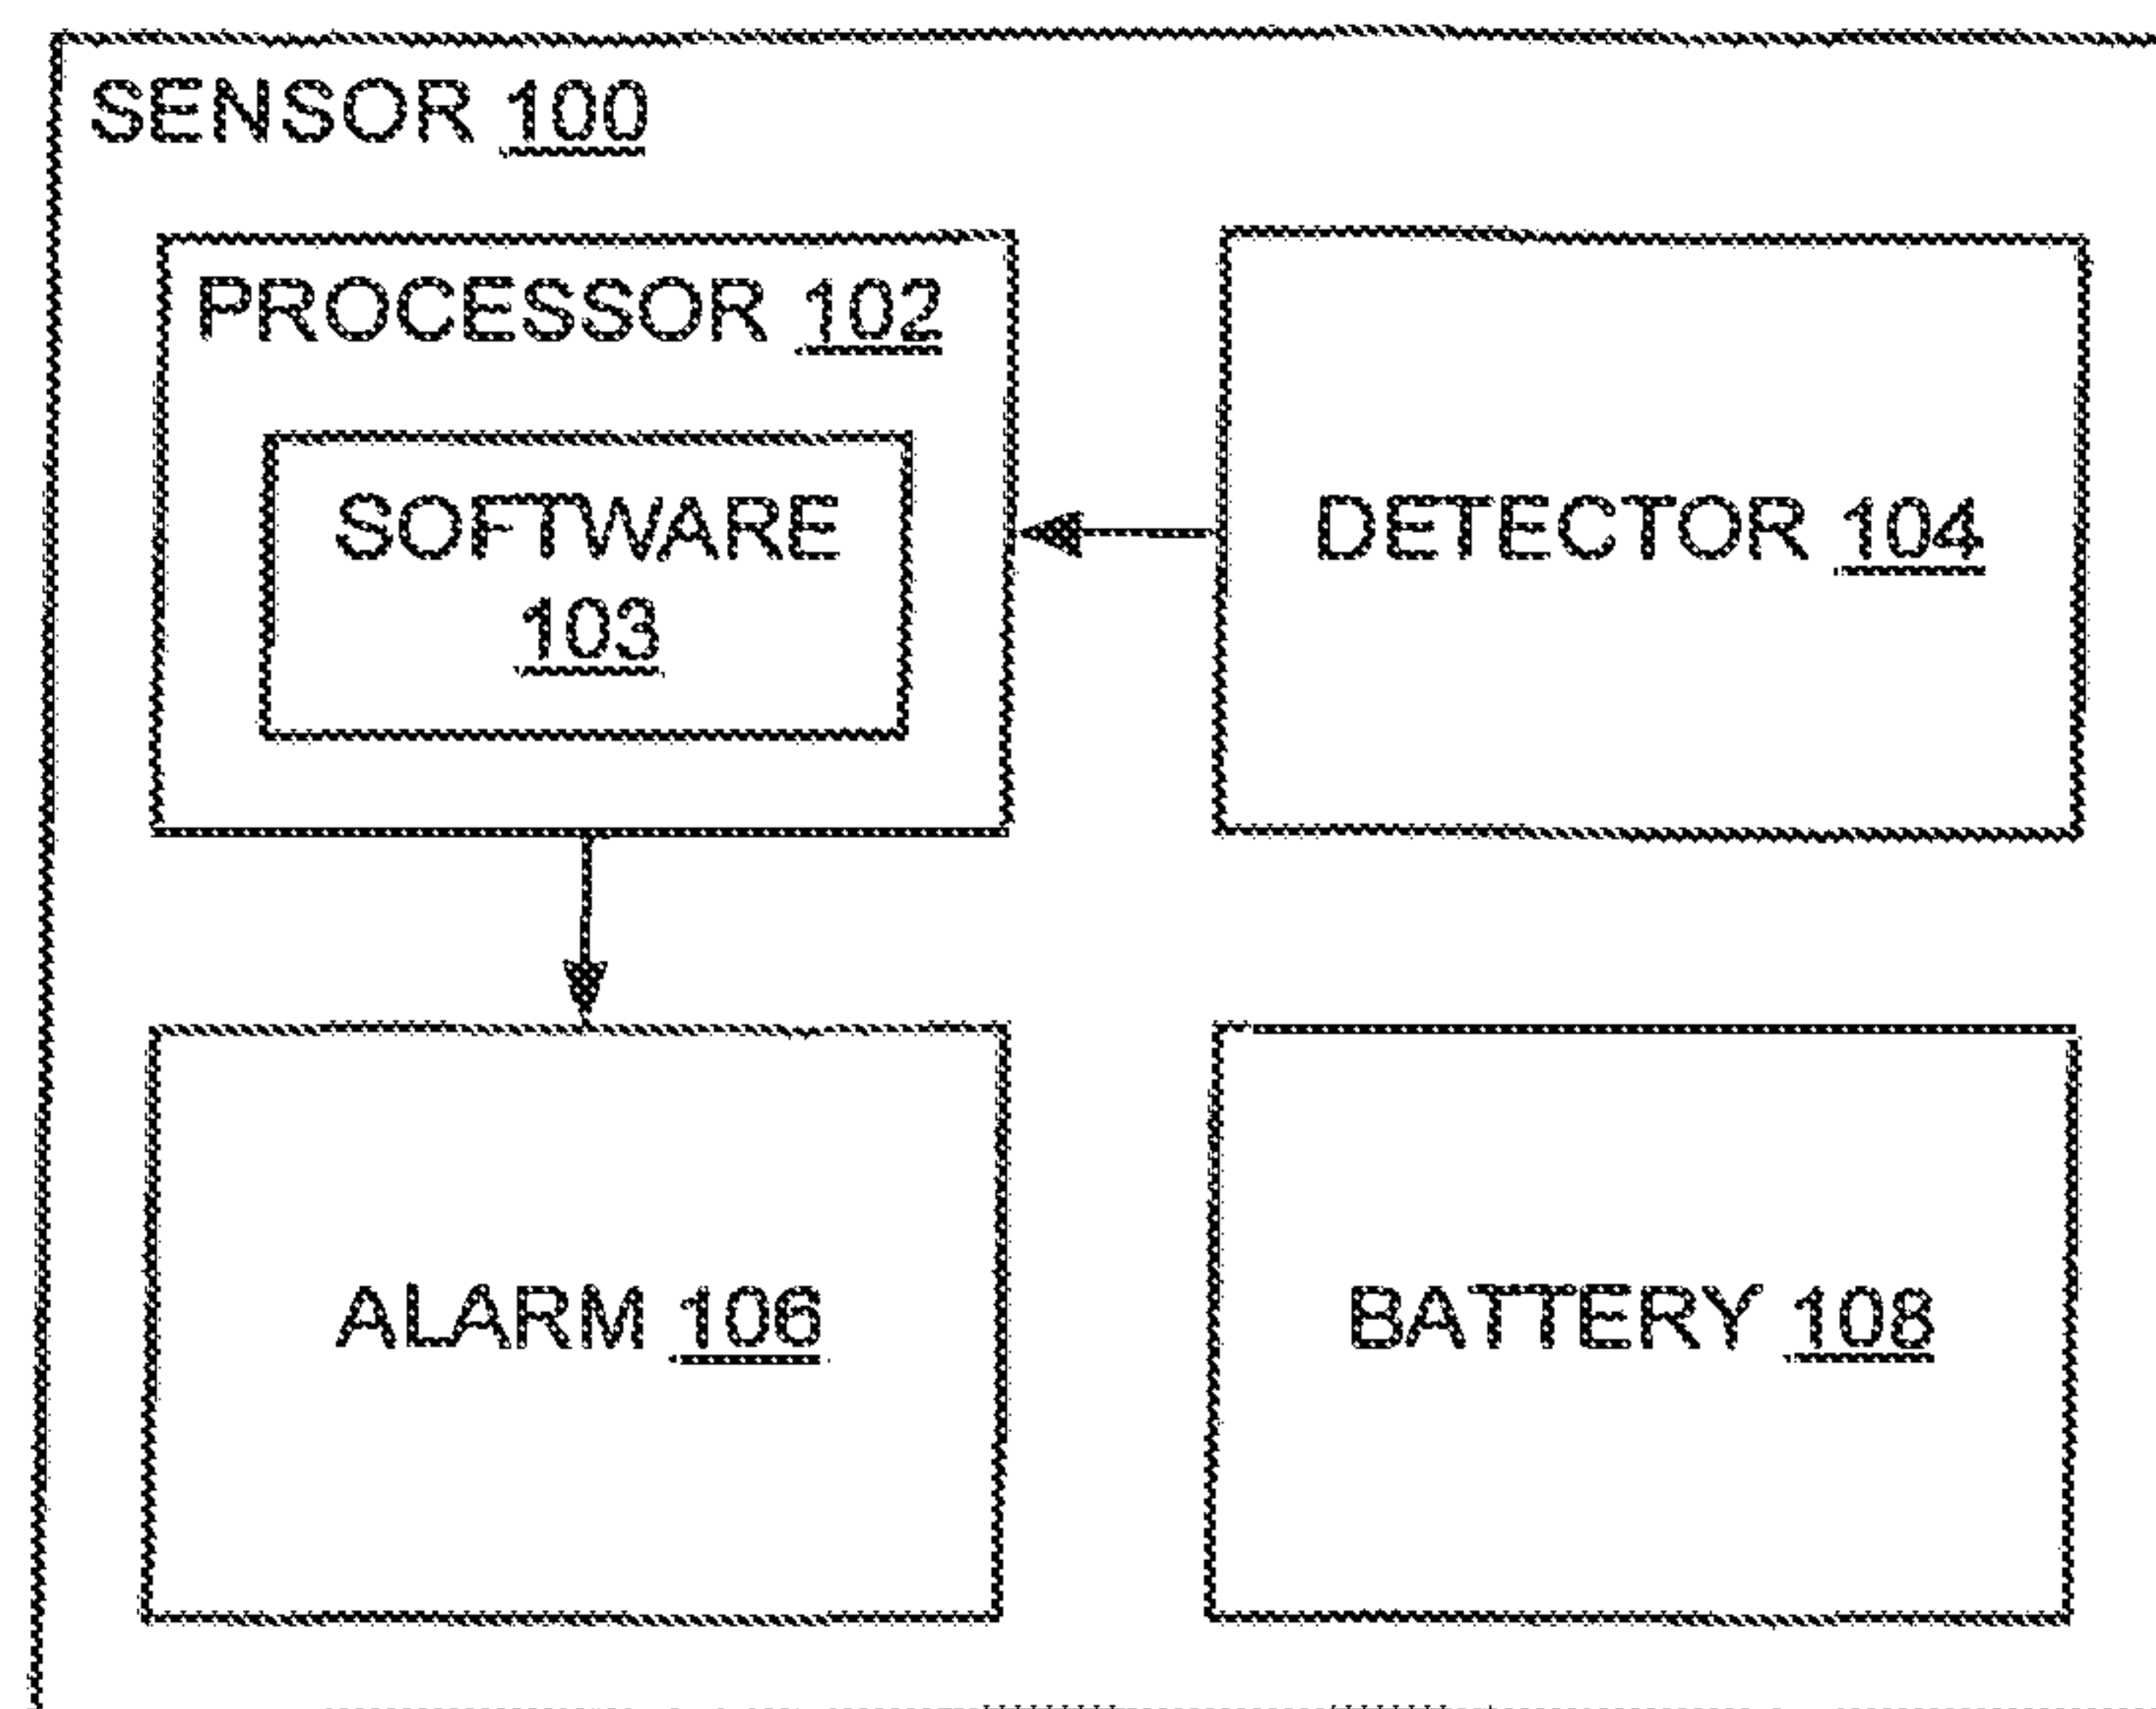 SENSOR 100
PROCESSOR 102
SOFTWARE
103
DETECTOR 104
ALARM 106
BATTERY 108